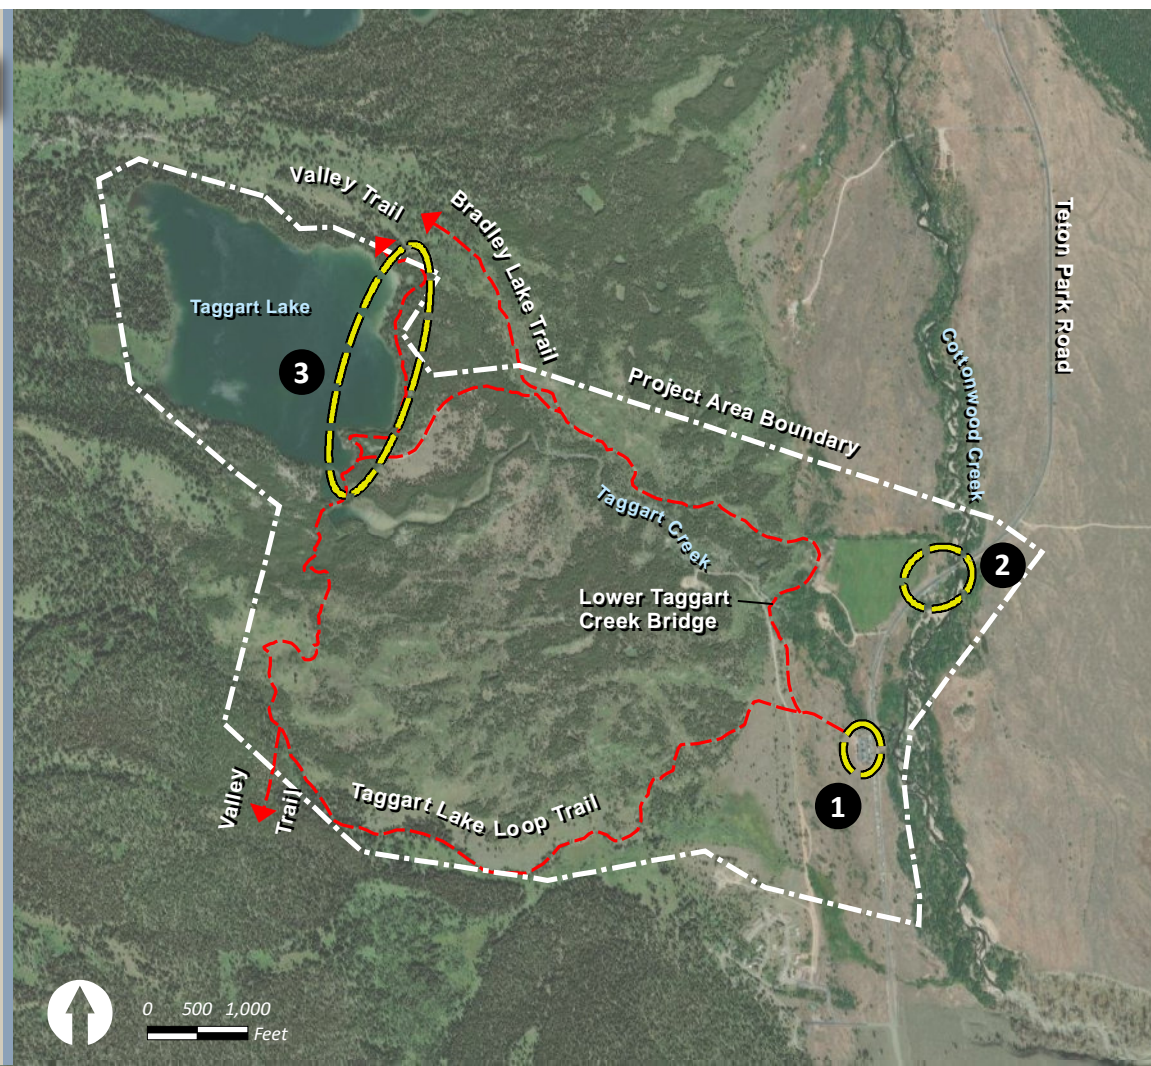 Valley Trail
Bradley Lake Trail
Teton Park Road
Taggart Lake
3
Cottonwood Creek
Project Area Boundary
Taggart Creek
2
Lower Taggart
Creek Bridge
Valley
Trail
Taggart Lake Loop Trail
1
0 500 1,000
Feet